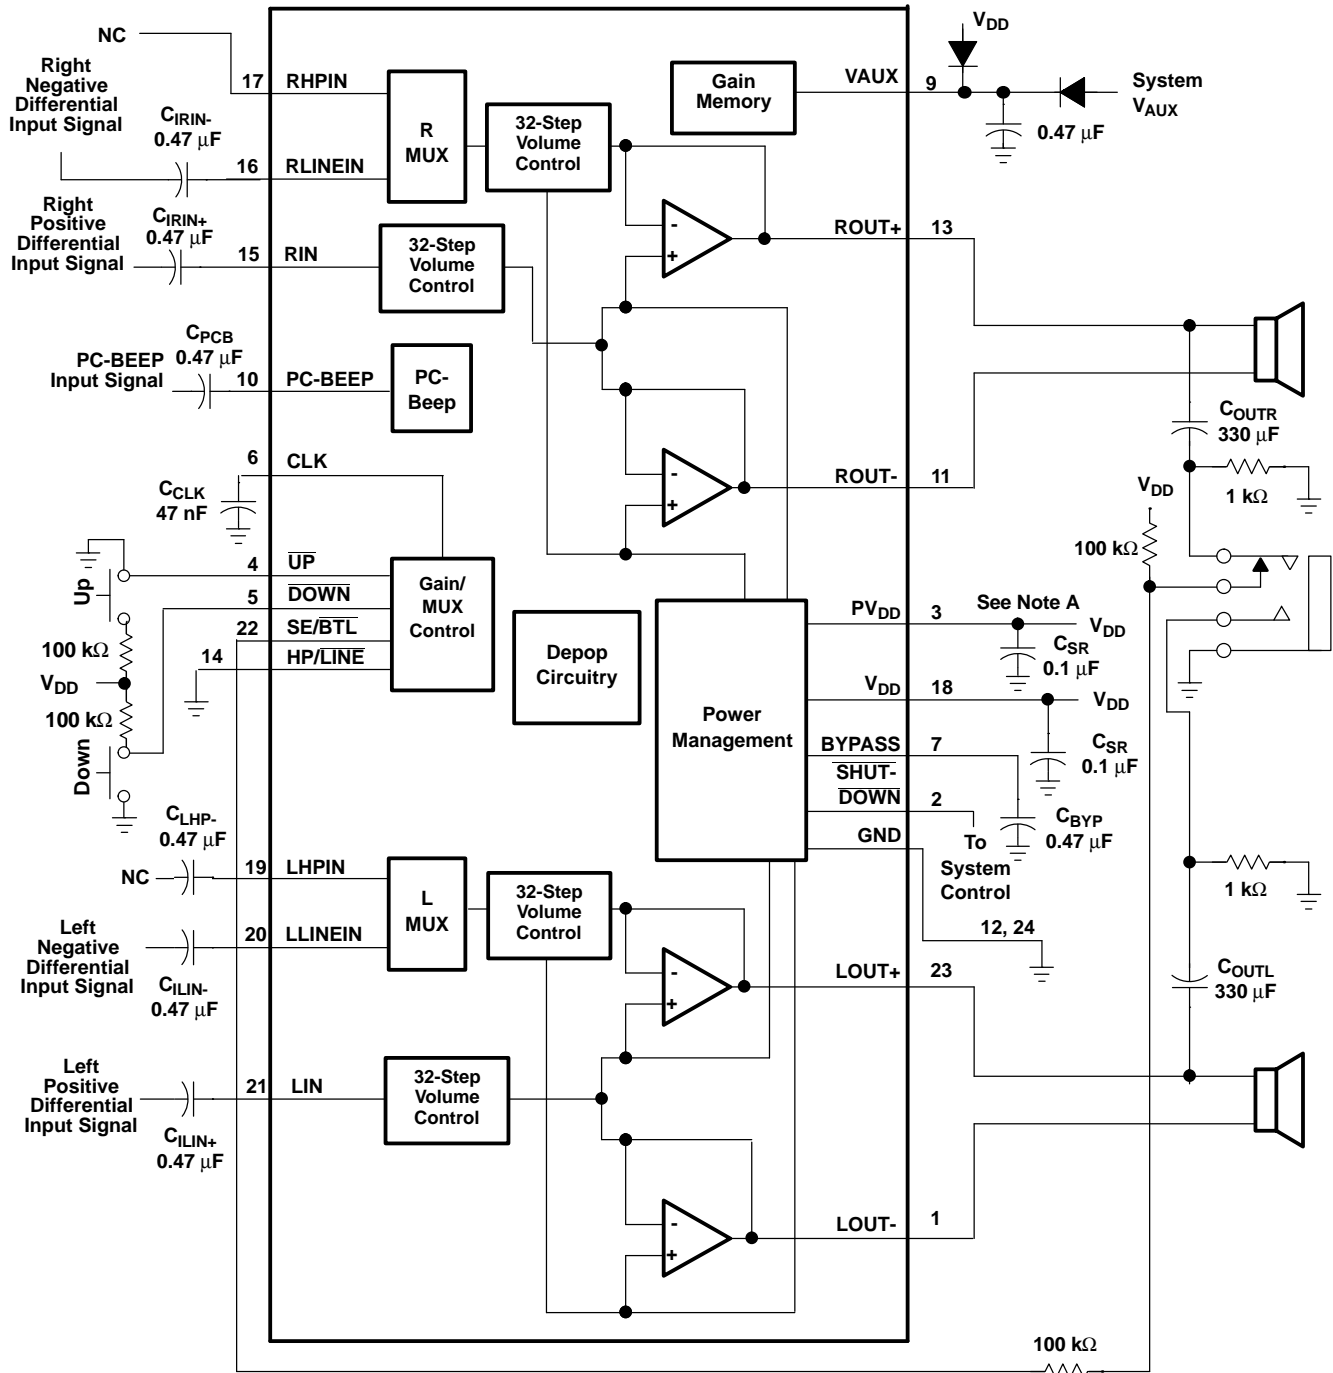 NC
Right
Negative
Differential
Input Signal
CIRIN-
0.47 µF
17
RHPIN
16
RLINEIN
R
MUX
32-Step
Volume
Control
Gain
Memory
VAUX
9
VDD
System
VAUX
0.47 µF
Right
Positive
Differential
Input Signal
CIRIN+
0.47 µF
15
RIN
32-Step
Volume
Control
-
+
ROUT+
13
CPCB
0.47 µF
PC-BEEP
Input Signal
10
PC-BEEP
PC-
Beep
COUTR
330 µF
1 kΩ
6
CLK
CCLK
47 nF
-
+
ROUT-
11
VDD
100 kΩ
Up
4
U̅P̅
5
D̅O̅W̅N̅
22
SE/B̅T̅L̅
14
HP/L̅I̅N̅E̅
Gain/
MUX
Control
100 kΩ
VDD
100 kΩ
Down
Depop
Circuitry
Power
Management
PVDD
3
See Note A
VDD
CSR
0.1 µF
VDD
18
VDD
CSR
0.1 µF
BYPASS
7
S̅H̅U̅T̅-
D̅O̅W̅N̅
2
To
System
Control
CBYP
0.47 µF
GND
12, 24
CLHP-
0.47 µF
NC
19
LHPIN
20
LLINEIN
L
MUX
32-Step
Volume
Control
Left
Negative
Differential
Input Signal
CILIN-
0.47 µF
-
+
LOUT+
23
1 kΩ
COUTL
330 µF
Left
Positive
Differential
Input Signal
21
LIN
32-Step
Volume
Control
CILIN+
0.47 µF
-
+
LOUT-
1
100 kΩ